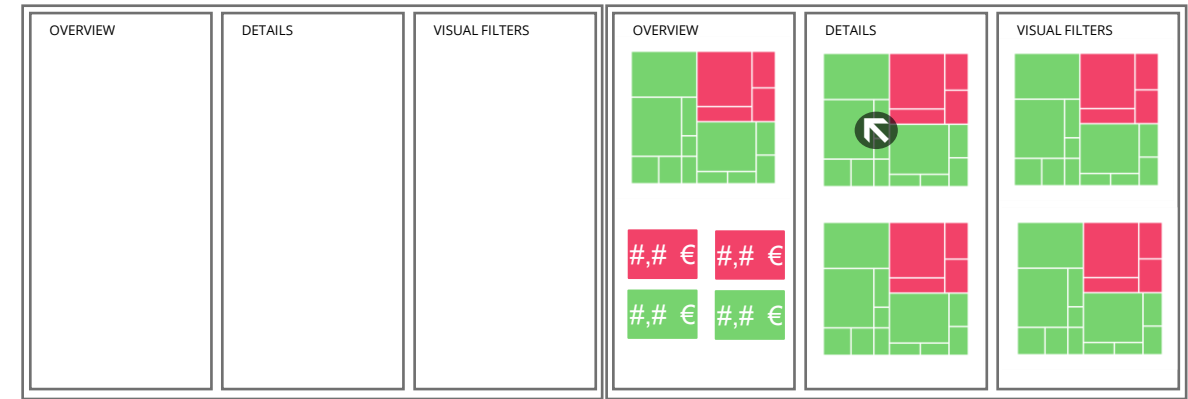 OVERVIEW
DETAILS
VISUAL FILTERS
OVERVIEW
DETAILS
VISUAL FILTERS
#,# €
#,# €
#,# €
#,# €